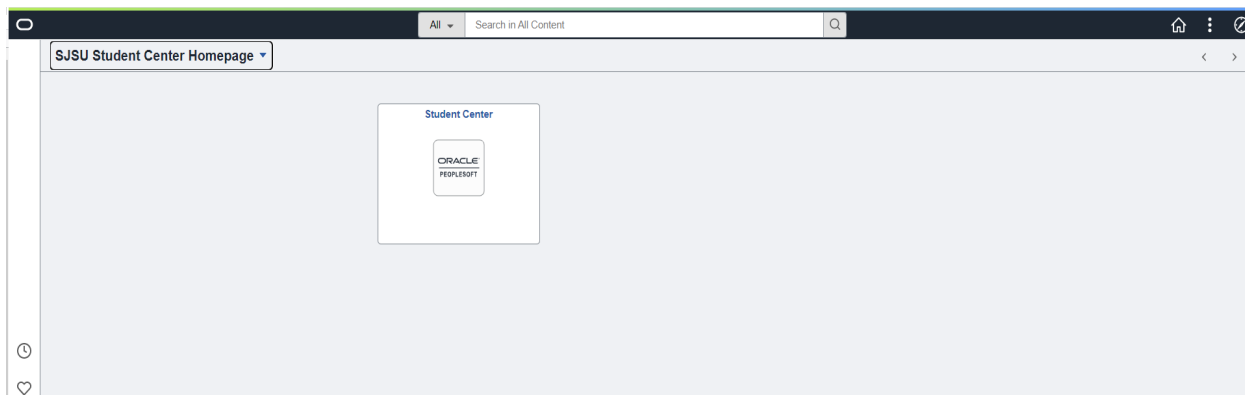 All
Search in All Content
SJSU Student Center Homepage
Student Center
ORACLE
PEOPLESOFT